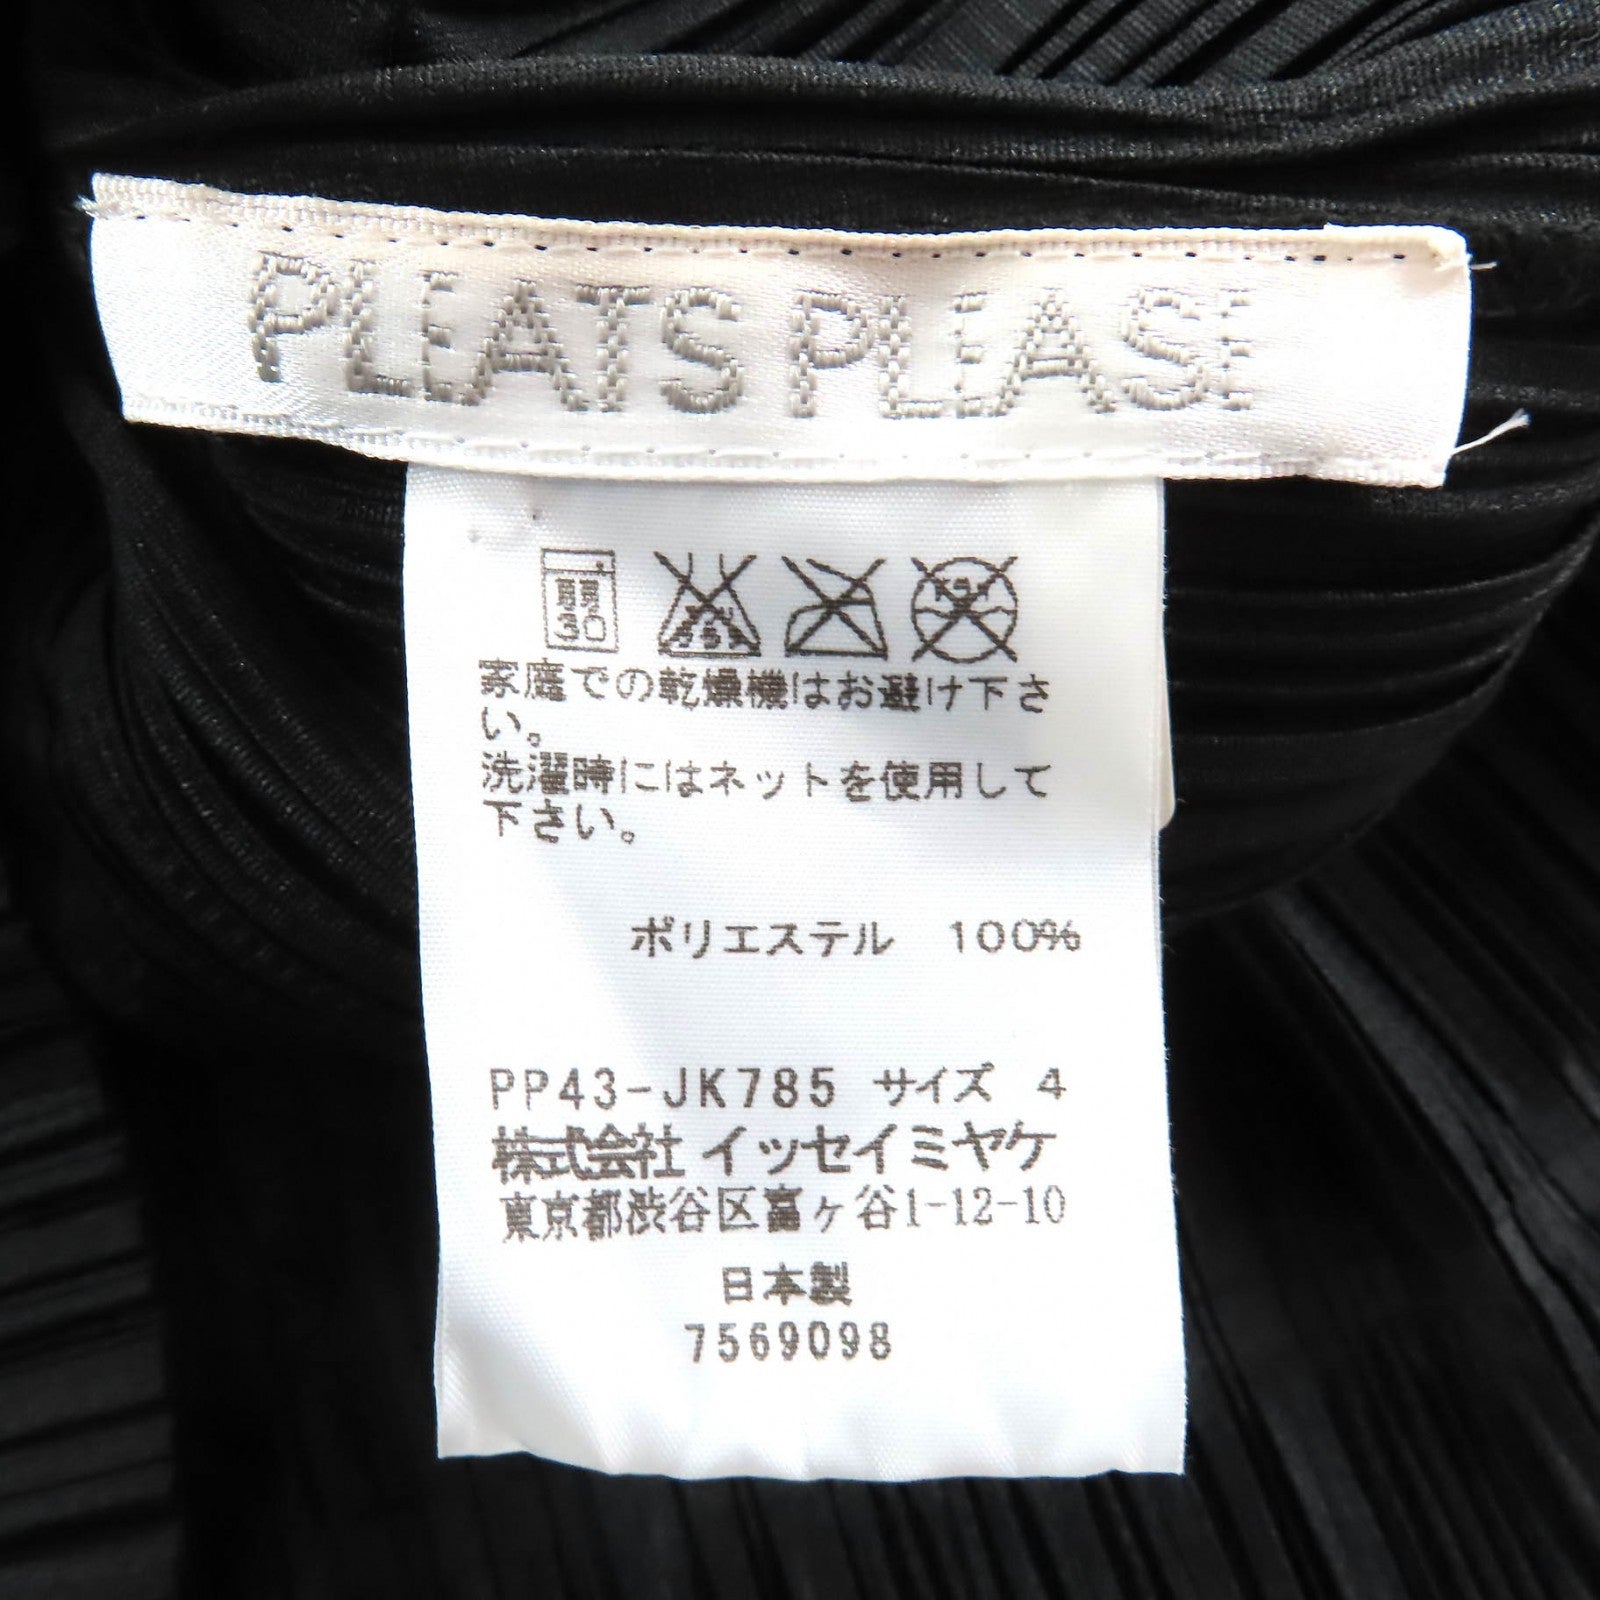 PLEATS PLEASE
弱
30
家庭での乾燥機はお避け下さ
い。
洗濯時にはネットを使用して
下さい。
ポリエステル 100%
PP43-JK785 サイズ 4
株式会社 イッセイミヤケ
東京都渋谷区富ヶ谷1-12-10
日本製
7569098